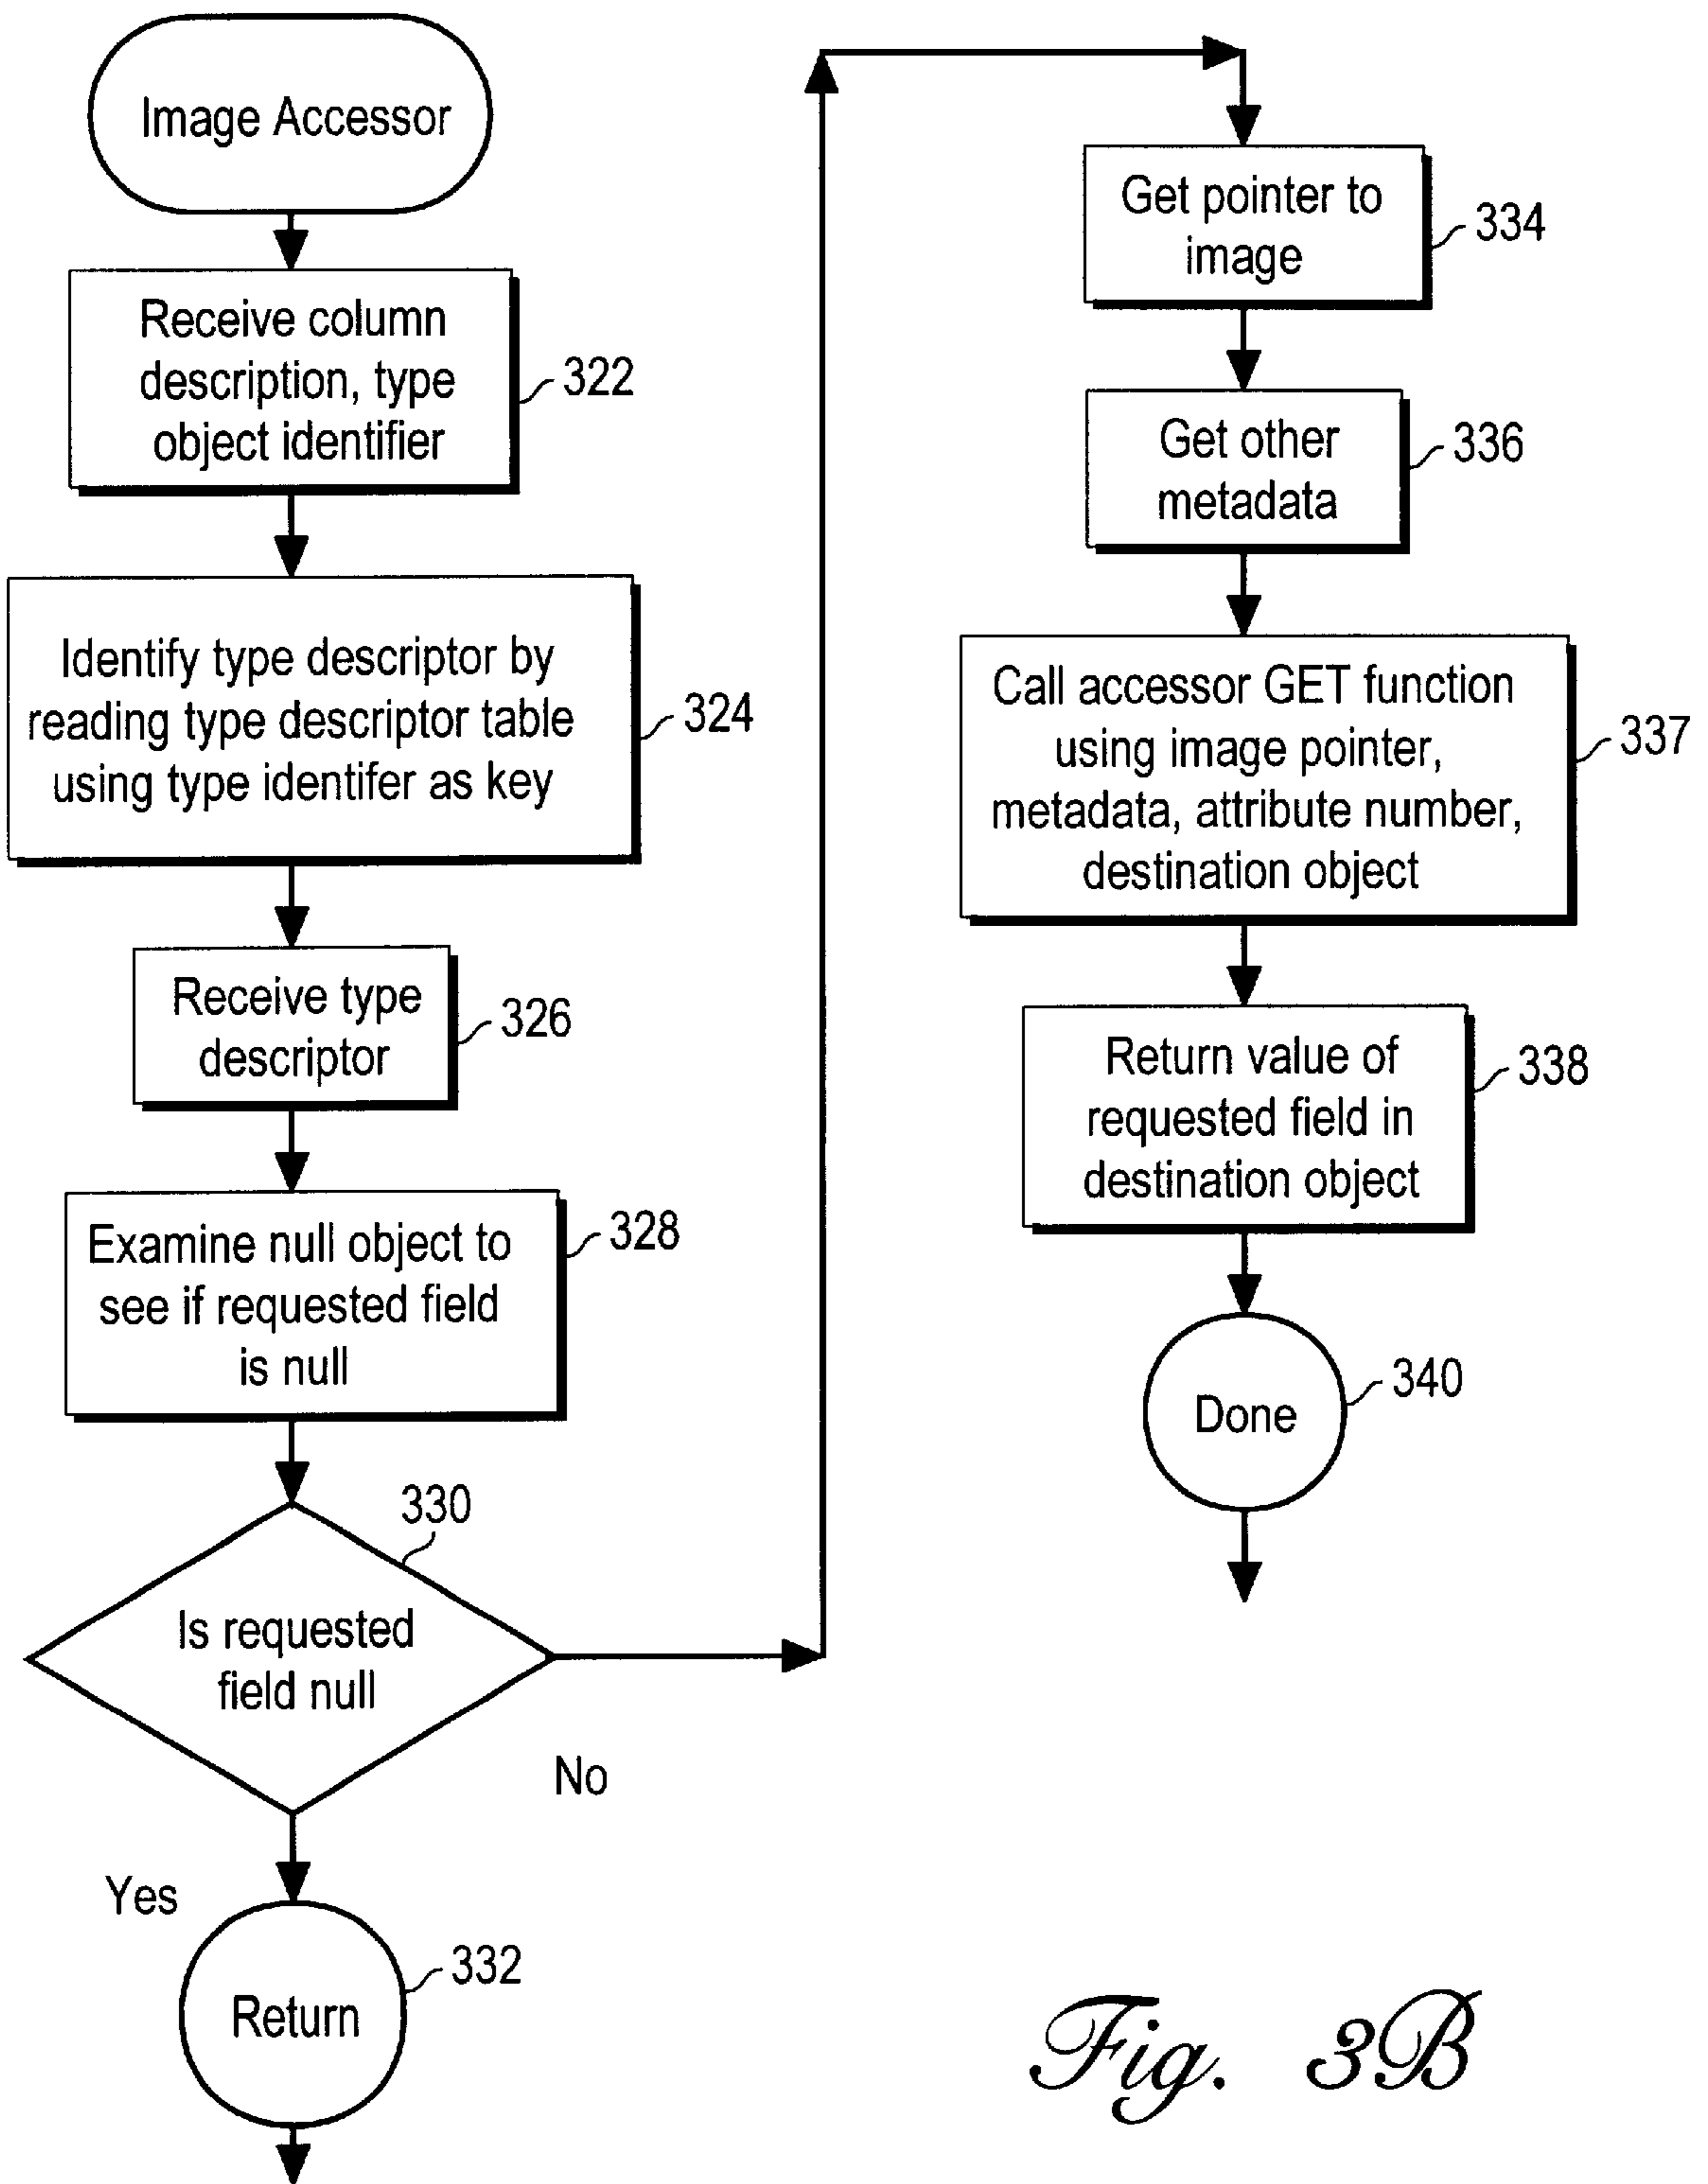 Image Accessor
Receive column
description, type
object identifier
322
Identify type descriptor by
reading type descriptor table
using type identifer as key
324
Receive type
descriptor
326
Examine null object to
see if requested field
is null
328
330
Is requested
field null
No
Yes
Return
332
Get pointer to
image
334
Get other
metadata
336
Call accessor GET function
using image pointer,
metadada, attribute number,
destination object
337
Return value of
requested field in
destination object
338
Done
340
Fig. 3B